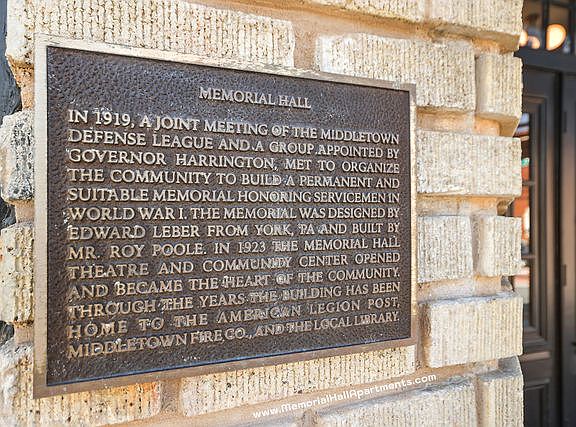 MEMORIAL HALL
IN 1919, A JOINT MEETING OF THE MIDDLETOWN
DEFENSE LEAGUE AND A GROUP APPOINTED BY
GOVERNOR HARRINGTON, MET TO ORGANIZE
THE COMMUNITY TO BUILD A PERMANENT AND
SUITABLE MEMORIAL HONORING SERVICEMEN IN
WORLD WAR I. THE MEMORIAL WAS DESIGNED BY
EDWARD LEBER FROM YORK, PA AND BUILT BY
MR. ROY POOLE. IN 1923 THE MEMORIAL HALL
THEATRE AND COMMUNITY CENTER OPENED
AND BECAME THE HEART OF THE COMMUNITY.
THROUGH THE YEARS THE BUILDING HAS BEEN
HOME TO THE AMERICAN LEGION POST,
MIDDLETOWN FIRE CO., AND THE LOCAL LIBRARY.
www.MemorialHallApartments.com